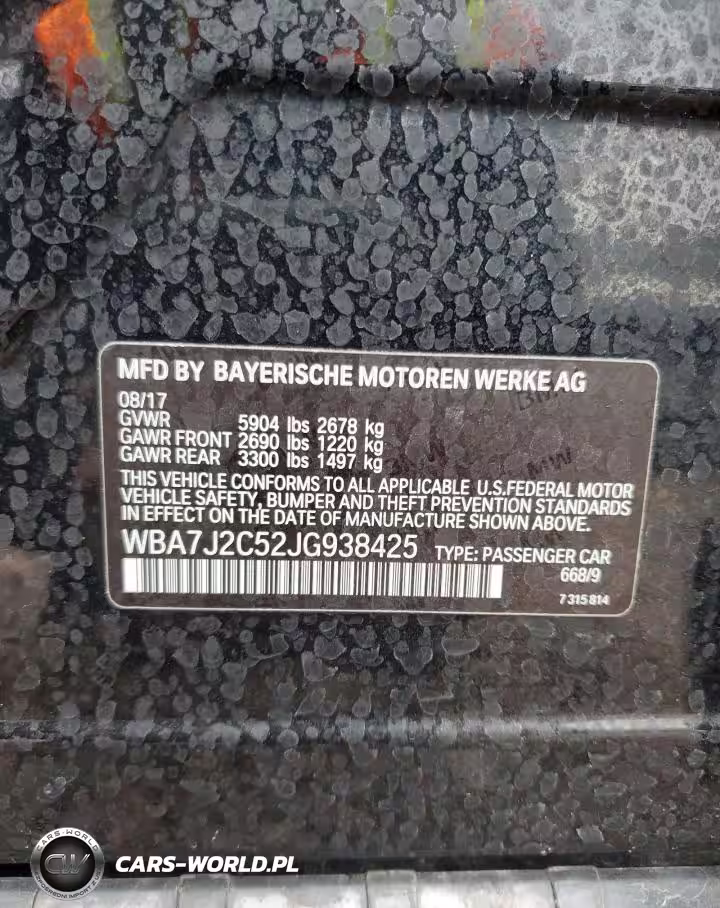 MFD BY BAYERISCHE MOTOREN WERKE AG
08/17
GVWR 5904 lbs 2678 kg
GAWR FRONT 2690 lbs 1220 kg
GAWR REAR 3300 lbs 1497 kg
THIS VEHICLE CONFORMS TO ALL APPLICABLE U.S.FEDERAL MOTOR
VEHICLE SAFETY, BUMPER AND THEFT PREVENTION STANDARDS
IN EFFECT ON THE DATE OF MANUFACTURE SHOWN ABOVE.
WBA7J2C52JG938425 TYPE: PASSENGER CAR
668/9
7 315 814
CARS-WORLD
CW
CARS-WORLD.PL